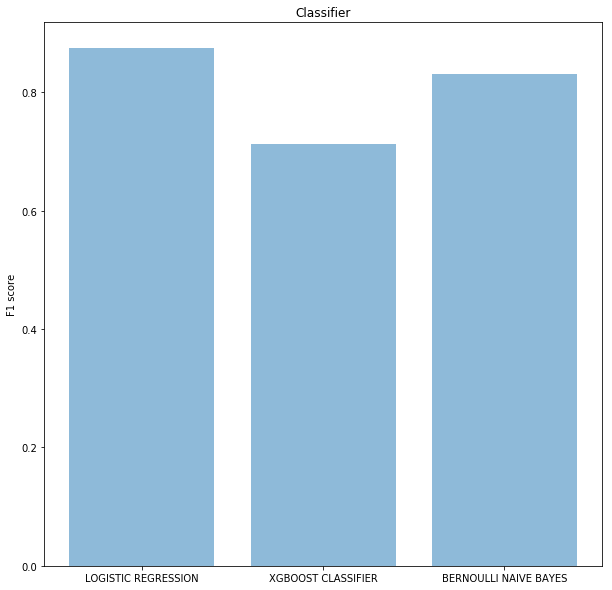 Classifier
F1 score
0.8
0.6
0.4
0.2
0.0
LOGISTIC REGRESSION
XGBOOST CLASSIFIER
BERNOULLI NAIVE BAYES